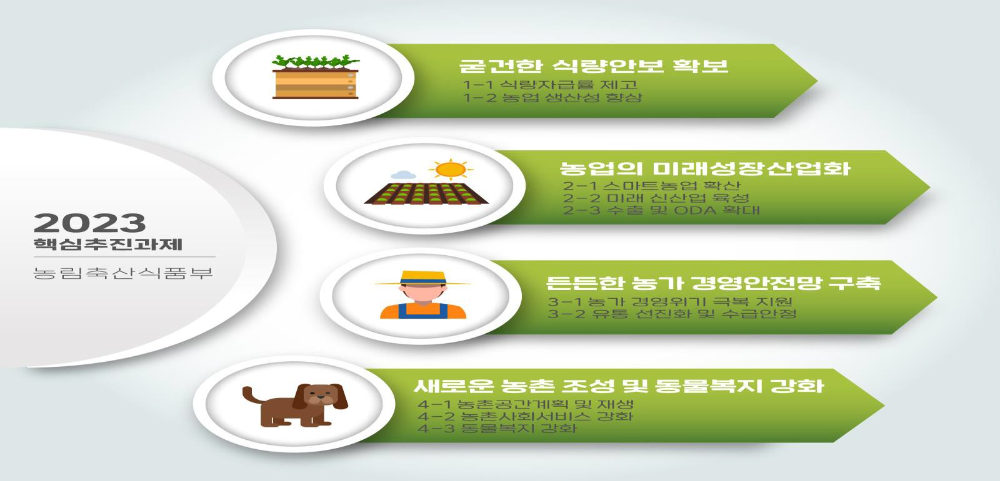 2023
핵심추진과제
농림축산식품부
굳건한 식량안보 확보
1-1 식량자급률 제고
1-2 농업 생산성 향상
농업의 미래성장산업화
2-1 스마트농업 확산
2-2 미래 신산업 육성
2-3 수출 및 ODA 확대
든든한 농가 경영안전망 구축
3-1 농가 경영위기 극복 지원
3-2 유통 선진화 및 수급안정
새로운 농촌 조성 및 동물복지 강화
4-1 농촌공간계획 및 재생
4-2 농촌사회서비스 강화
4-3 동물복지 강화